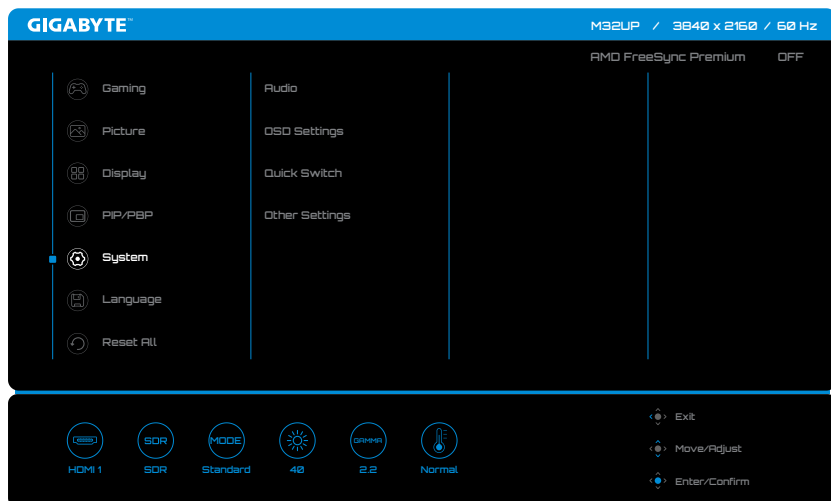 GIGABYTE™
M32UP / 3840 x 2160 / 60 Hz
AMD FreeSync Premium OFF
Gaming
Picture
Display
PIP/PBP
System
Language
Reset All
Audio
OSD Settings
Quick Switch
Other Settings
SDR
MODE
GAMMA
HDMI 1
SDR
Standard
40
2.2
Normal
Exit
Move/Adjust
Enter/Confirm